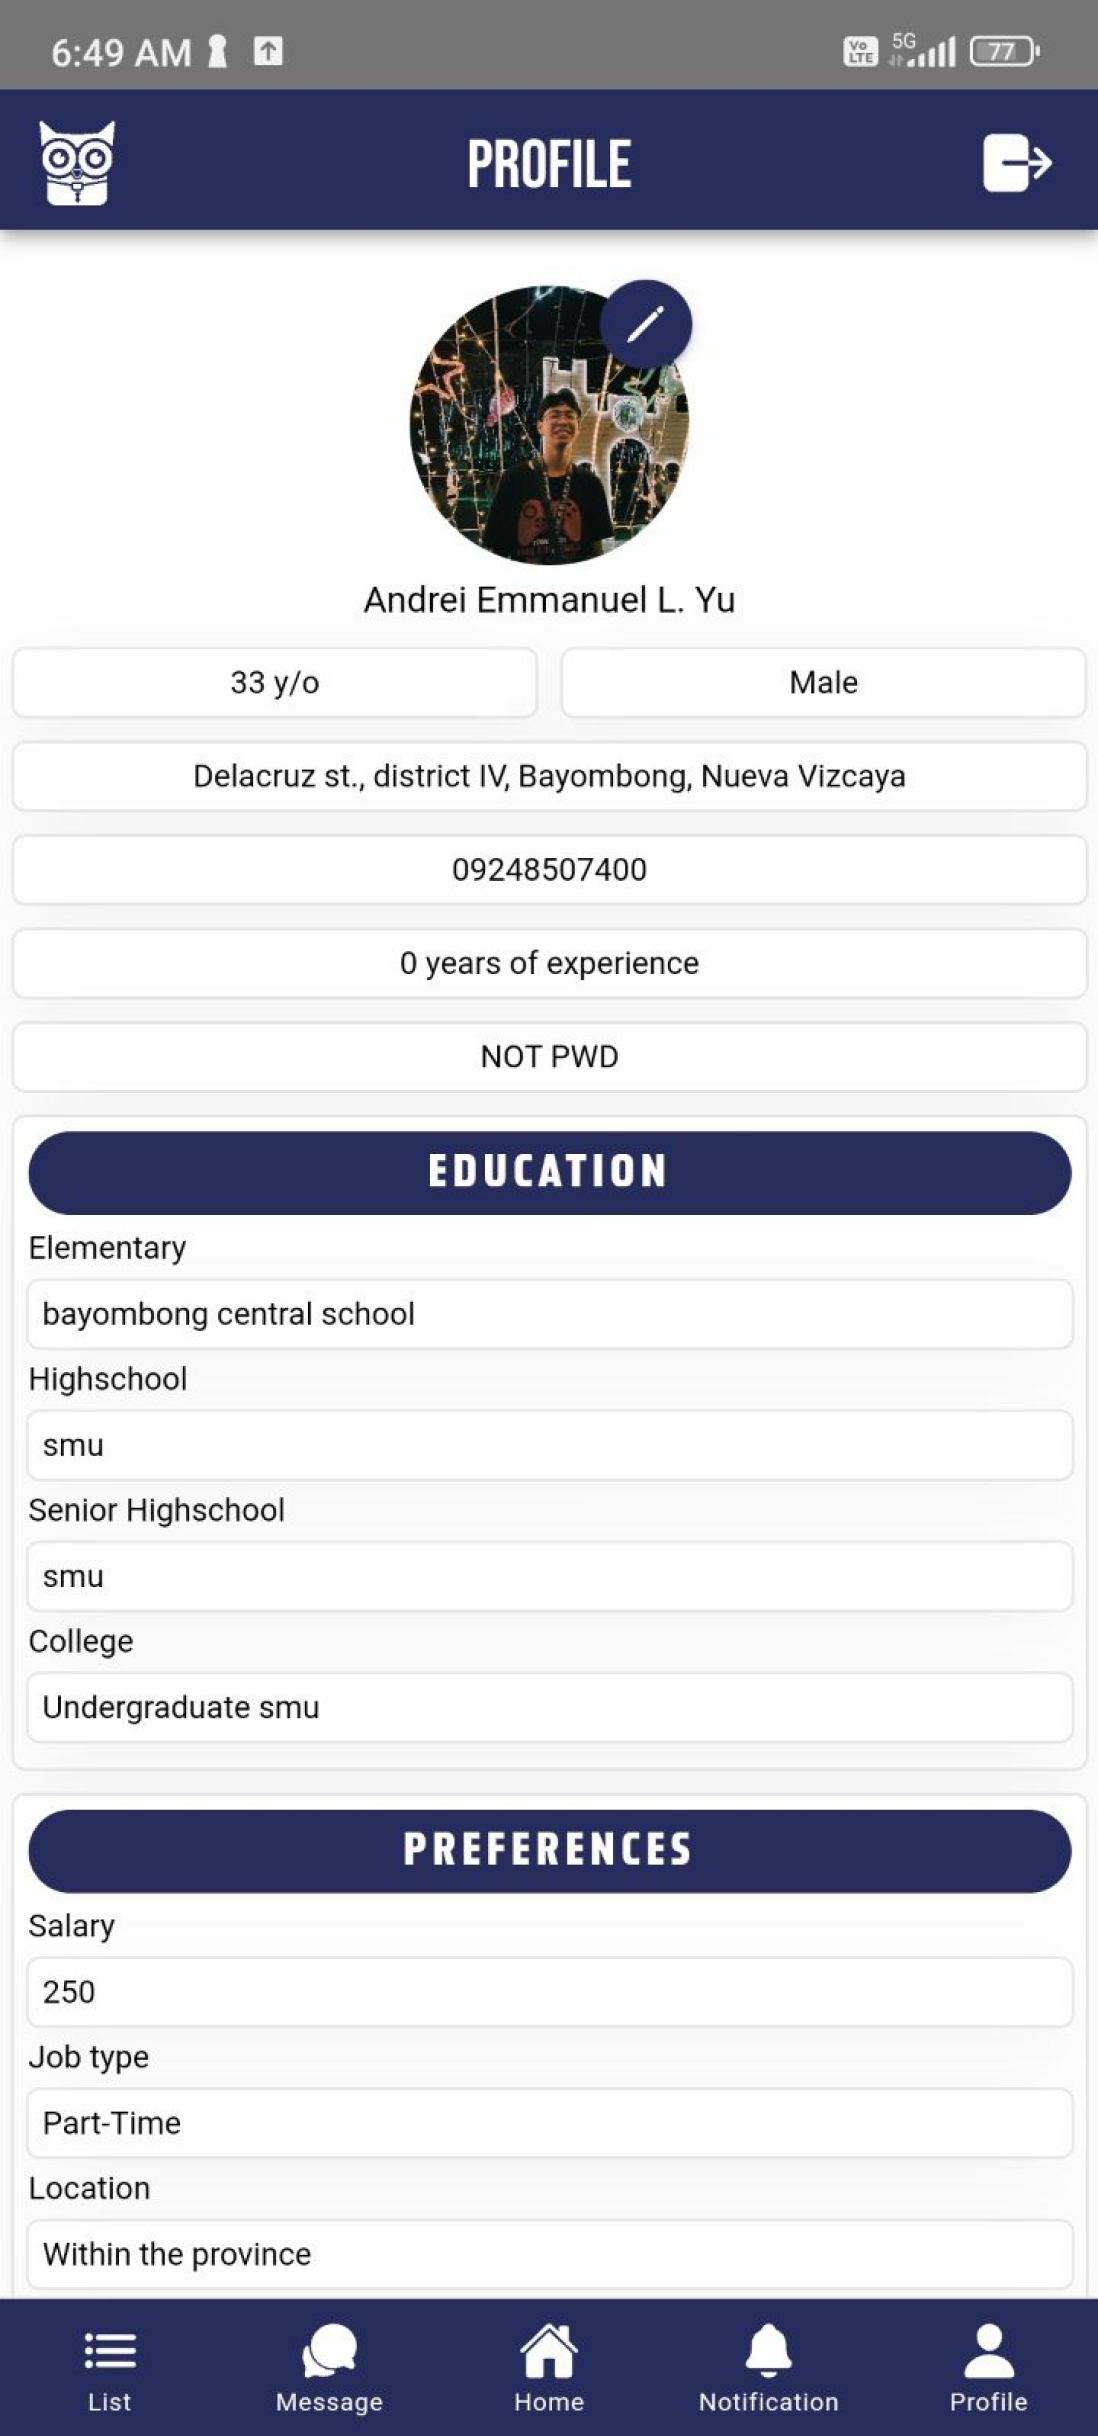 6:49 AM
Vo LTE 5G 77
PROFILE
Andrei Emmanuel L. Yu
33 y/o
Male
Delacruz st., district IV, Bayombong, Nueva Vizcaya
09248507400
0 years of experience
NOT PWD
EDUCATION
Elementary
bayombong central school
Highschool
smu
Senior Highschool
smu
College
Undergraduate smu
PREFERENCES
Salary
250
Job type
Part-Time
Location
Within the province
List
Message
Home
Notification
Profile